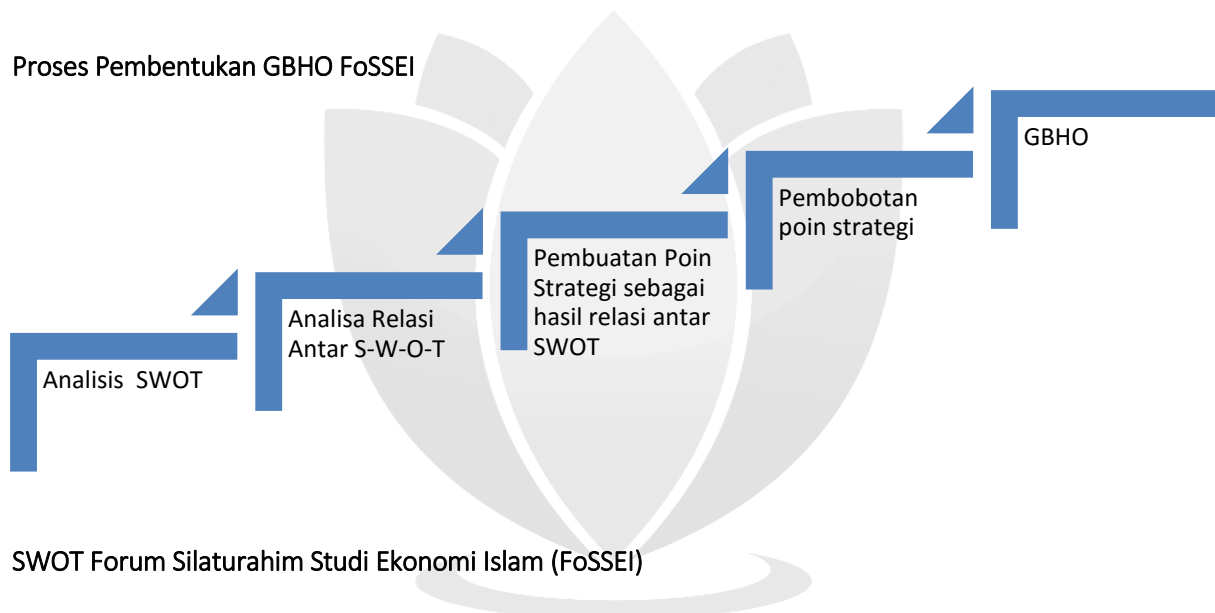 Proses Pembentukan GBHO FoSSEI
Analisis SWOT
Analisa Relasi
Antar S-W-O-T
Pembuatan Poin
Strategi sebagai
hasil relasi antar
SWOT
Pembobotan
poin strategi
GBHO
SWOT Forum Silaturahim Studi Ekonomi Islam (FoSSEI)